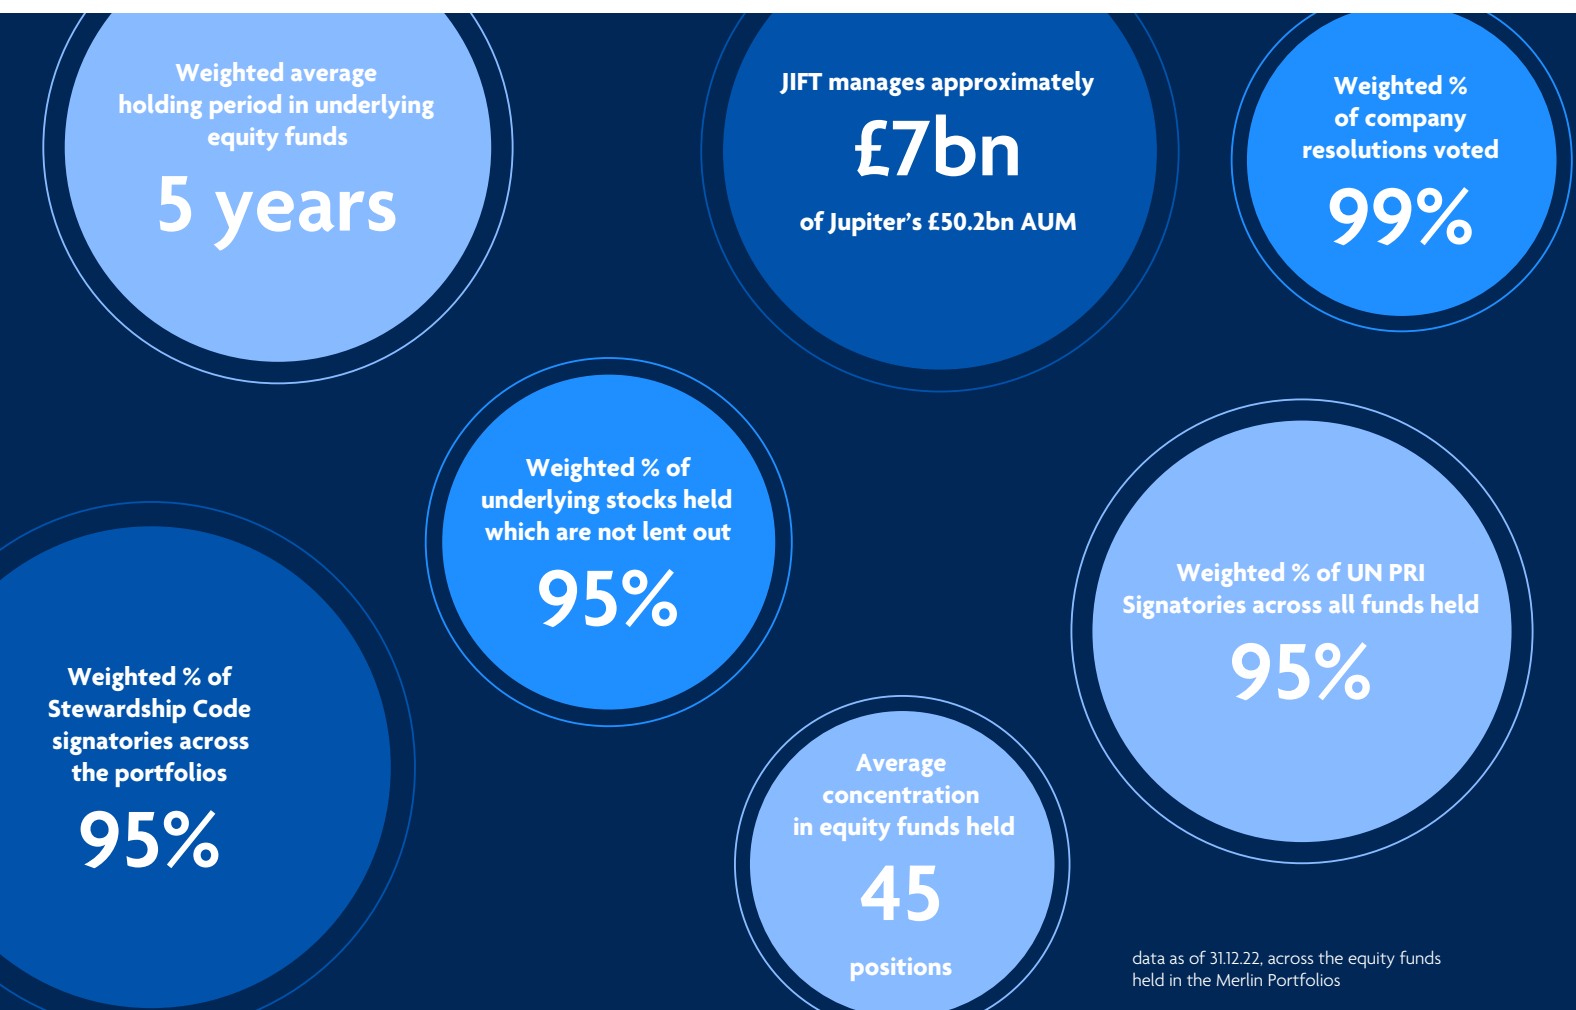 Weighted average
holding period in underlying
equity funds
5 years
JIFT manages approximately
£7bn
of Jupiter’s £50.2bn AUM
Weighted %
of company
resolutions voted
99%
Weighted % of
underlying stocks held
which are not lent out
95%
Weighted % of UN PRI
Signatories across all funds held
95%
Weighted % of
Stewardship Code
signatories across
the portfolios
95%
Average
concentration
in equity funds held
45
positions
data as of 31.12.22, across the equity funds
held in the Merlin Portfolios